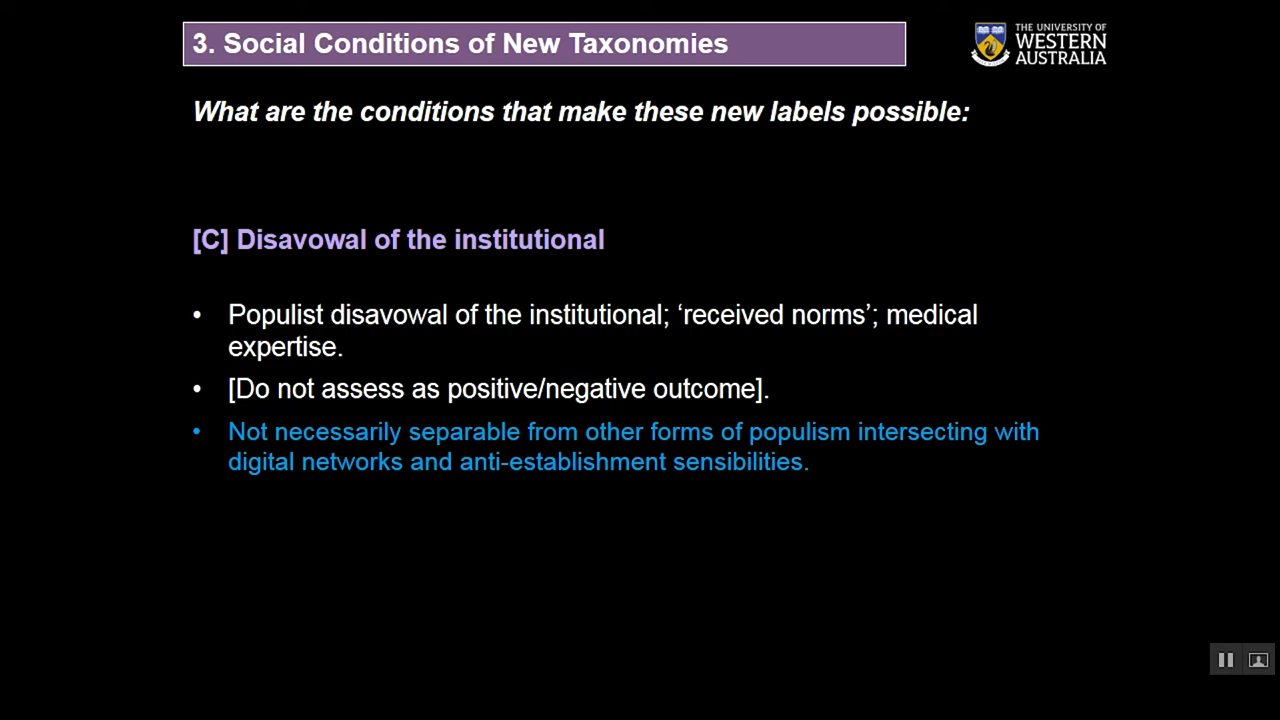 3. Social Conditions of New Taxonomies
THE UNIVERSITY OF
WESTERN
AUSTRALIA
What are the conditions that make these new labels possible:
[C] Disavowal of the institutional
• Populist disavowal of the institutional; ‘received norms’; medical
expertise.
• [Do not assess as positive/negative outcome].
• Not necessarily separable from other forms of populism intersecting with
digital networks and anti-establishment sensibilities.